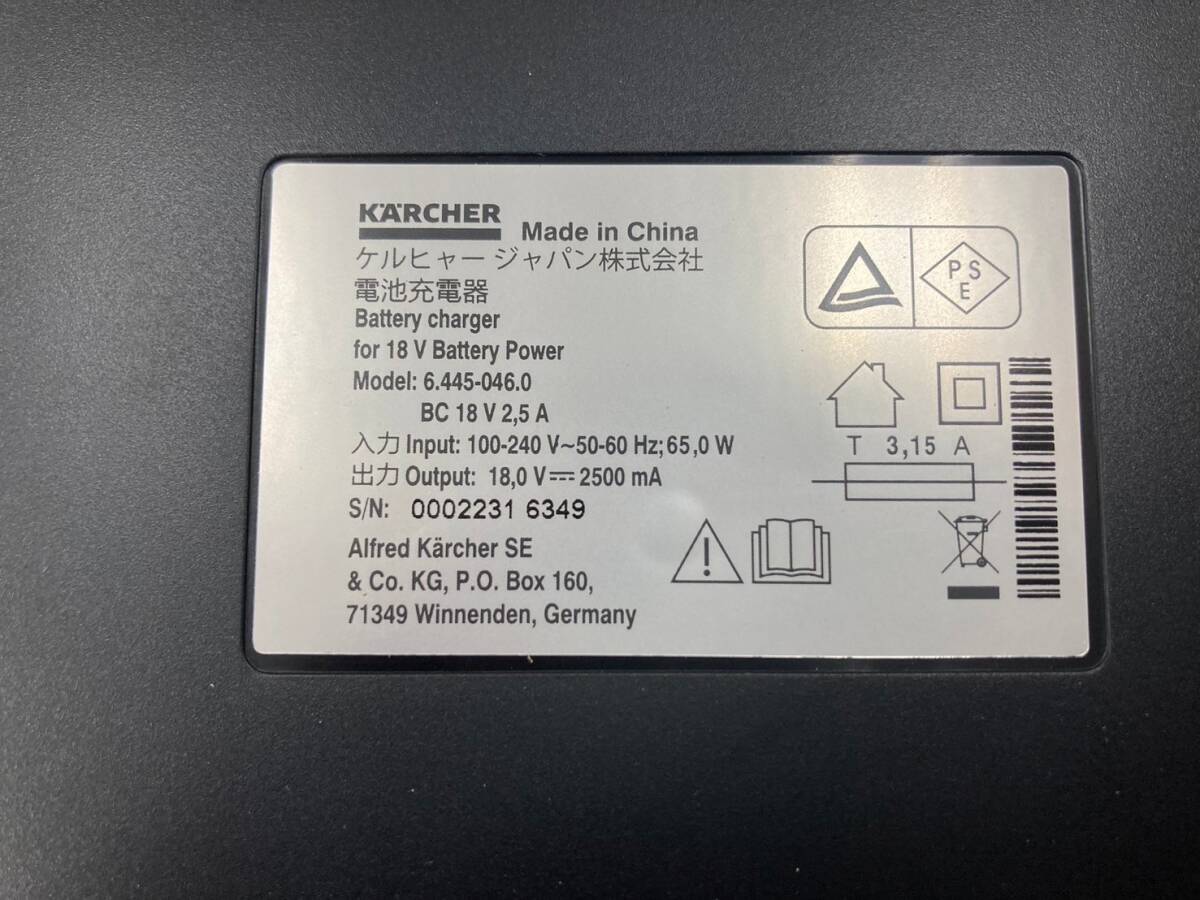 KÄRCHER Made in China
ケルヒャー ジャパン株式会社
電池充電器
Battery charger
for 18 V Battery Power
Model: 6.445-046.0
BC 18 V 2,5 A
入力 Input: 100-240 V~50-60 Hz; 65,0 W
出力 Output: 18,0 V⎓ 2500 mA
S/N: 0002231 6349
Alfred Kärcher SE
& Co. KG, P.O. Box 160,
71349 Winnenden, Germany
P S
E
T 3,15 A